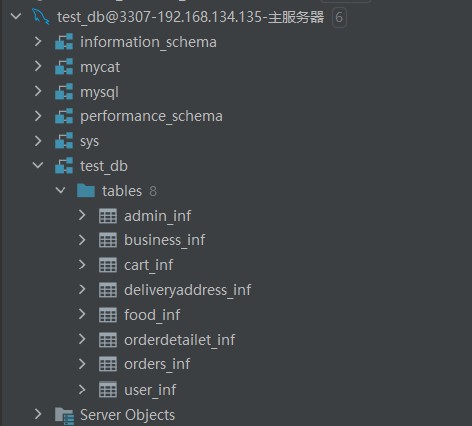 test_db@3307-192.168.134.135-主服务器 6
information_schema
mycat
mysql
performance_schema
sys
test_db
tables 8
admin_inf
business_inf
cart_inf
deliveryaddress_inf
food_inf
orderdetailet_inf
orders_inf
user_inf
Server Objects